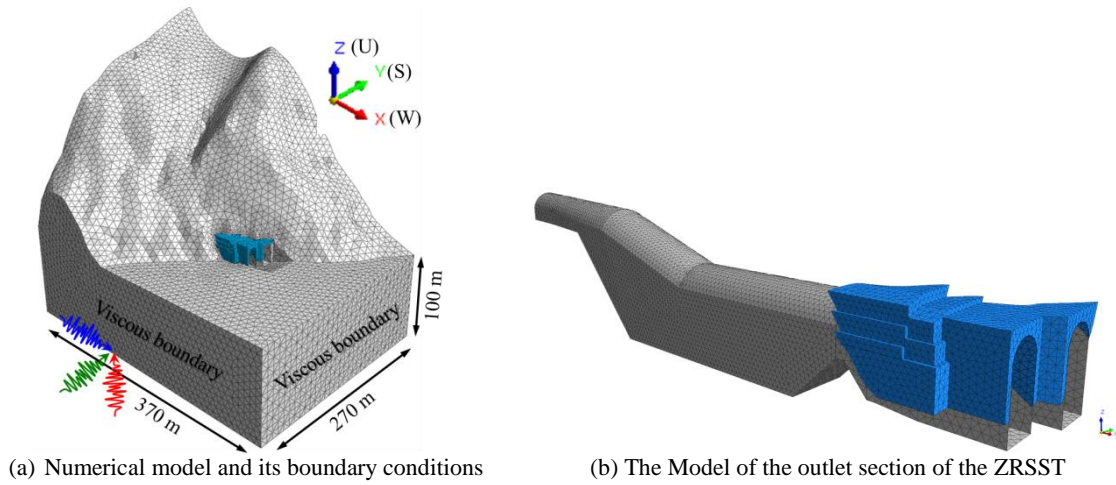 Z (U)
Y (S)
X (W)
Viscous boundary
Viscous boundary
100 m
370 m
270 m
z
x
(a) Numerical model and its boundary conditions
(b) The Model of the outlet section of the ZRSST